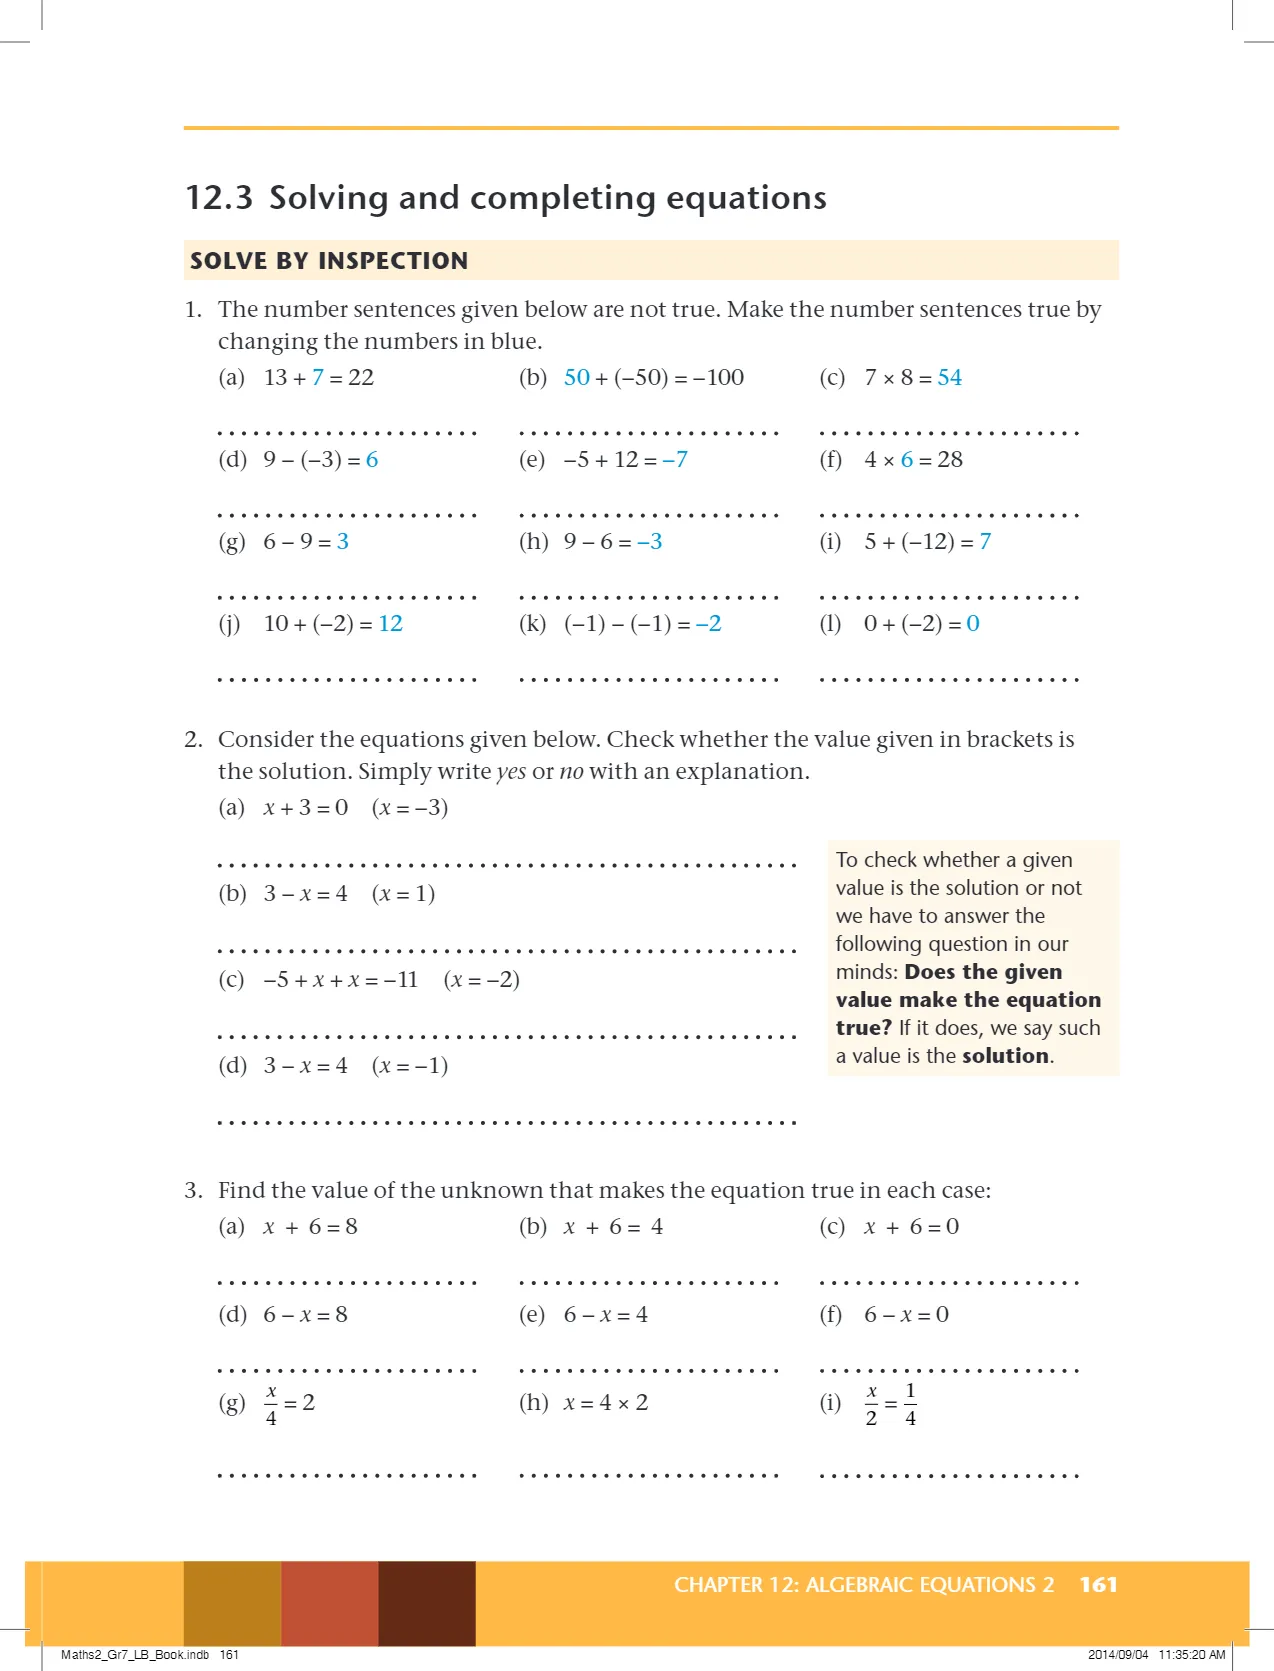 12.3 Solving and completing equations
SOLVE BY INSPECTION
1. The number sentences given below are not true. Make the number sentences true by
changing the numbers in blue.
(a) 13 + 7 = 22 (b) 50 + (–50) = –100 (c) 7 × 8 = 54
(d) 9 – (–3) = 6 (e) –5 + 12 = –7 (f) 4 × 6 = 28
(g) 6 – 9 = 3 (h) 9 – 6 = –3 (i) 5 + (–12) = 7
(j) 10 + (–2) = 12 (k) (–1) – (–1) = –2 (l) 0 + (–2) = 0
2. Consider the equations given below. Check whether the value given in brackets is
the solution. Simply write yes or no with an explanation.
(a) x + 3 = 0 (x = –3)
(b) 3 – x = 4 (x = 1)
(c) –5 + x + x = –11 (x = –2)
(d) 3 – x = 4 (x = –1)
To check whether a given
value is the solution or not
we have to answer the
following question in our
minds: Does the given
value make the equation
true? If it does, we say such
a value is the solution.
3. Find the value of the unknown that makes the equation true in each case:
(a) x + 6 = 8 (b) x + 6 = 4 (c) x + 6 = 0
(d) 6 – x = 8 (e) 6 – x = 4 (f) 6 – x = 0
(g) x/4 = 2 (h) x = 4 × 2 (i) x/2 = 1/4
CHAPTER 12: ALGEBRAIC EQUATIONS 2 161
Maths2_Gr7_LB_Book.indb 161 2014/09/04 11:35:20 AM